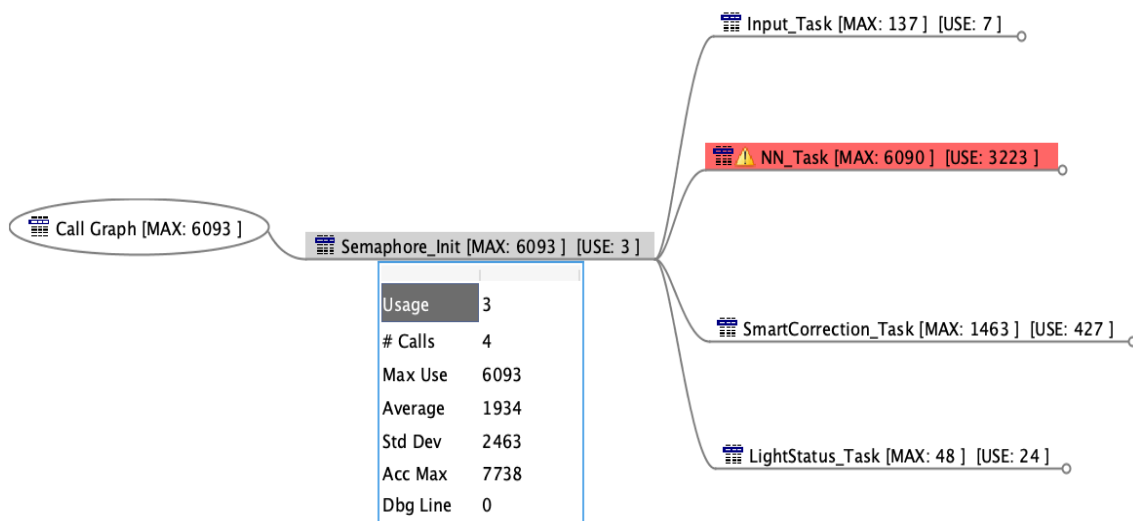 Input_Task [MAX: 137 ] [USE: 7 ]
NN_Task [MAX: 6090 ] [USE: 3223 ]
Call Graph [MAX: 6093 ]
Semaphore_Init [MAX: 6093 ] [USE: 3 ]
Usage 3
# Calls 4
Max Use 6093
Average 1934
Std Dev 2463
Acc Max 7738
Dbg Line 0
SmartCorrection_Task [MAX: 1463 ] [USE: 427 ]
LightStatus_Task [MAX: 48 ] [USE: 24 ]